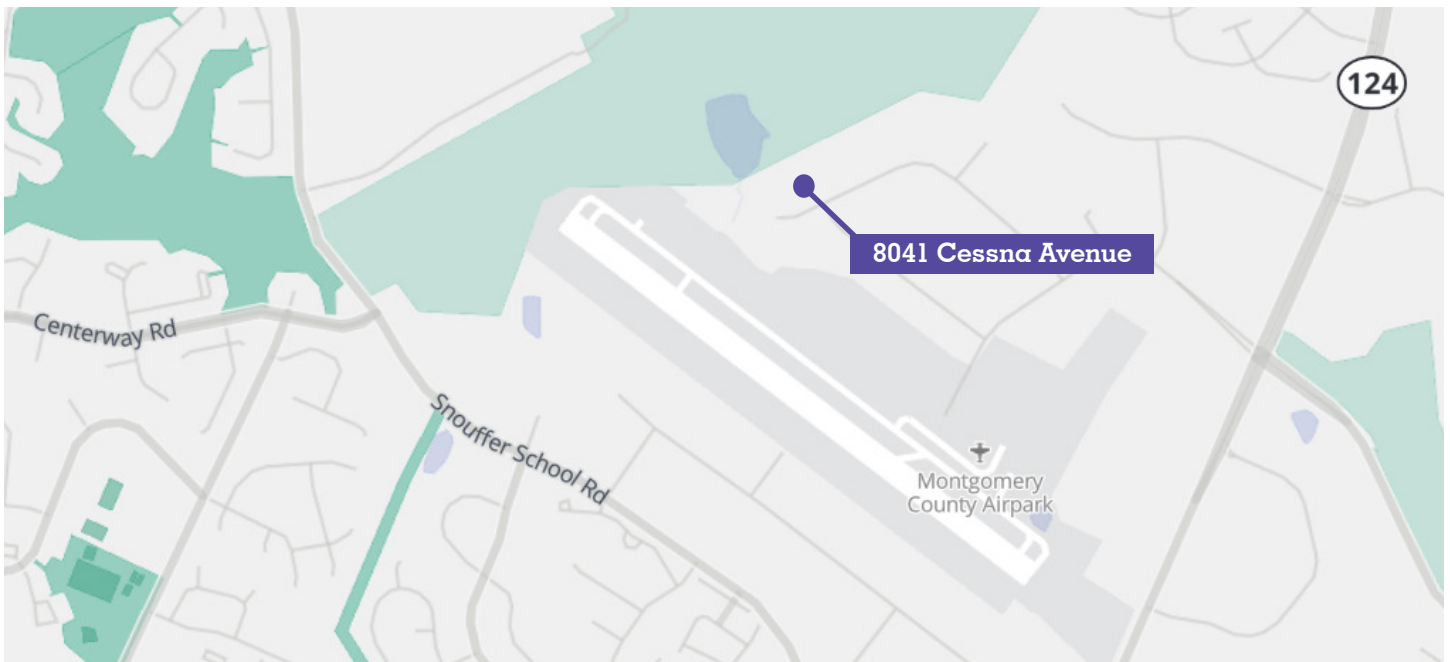 124
8041 Cessna Avenue
Centerway Rd
Snouffer School Rd
Montgomery
County Airpark